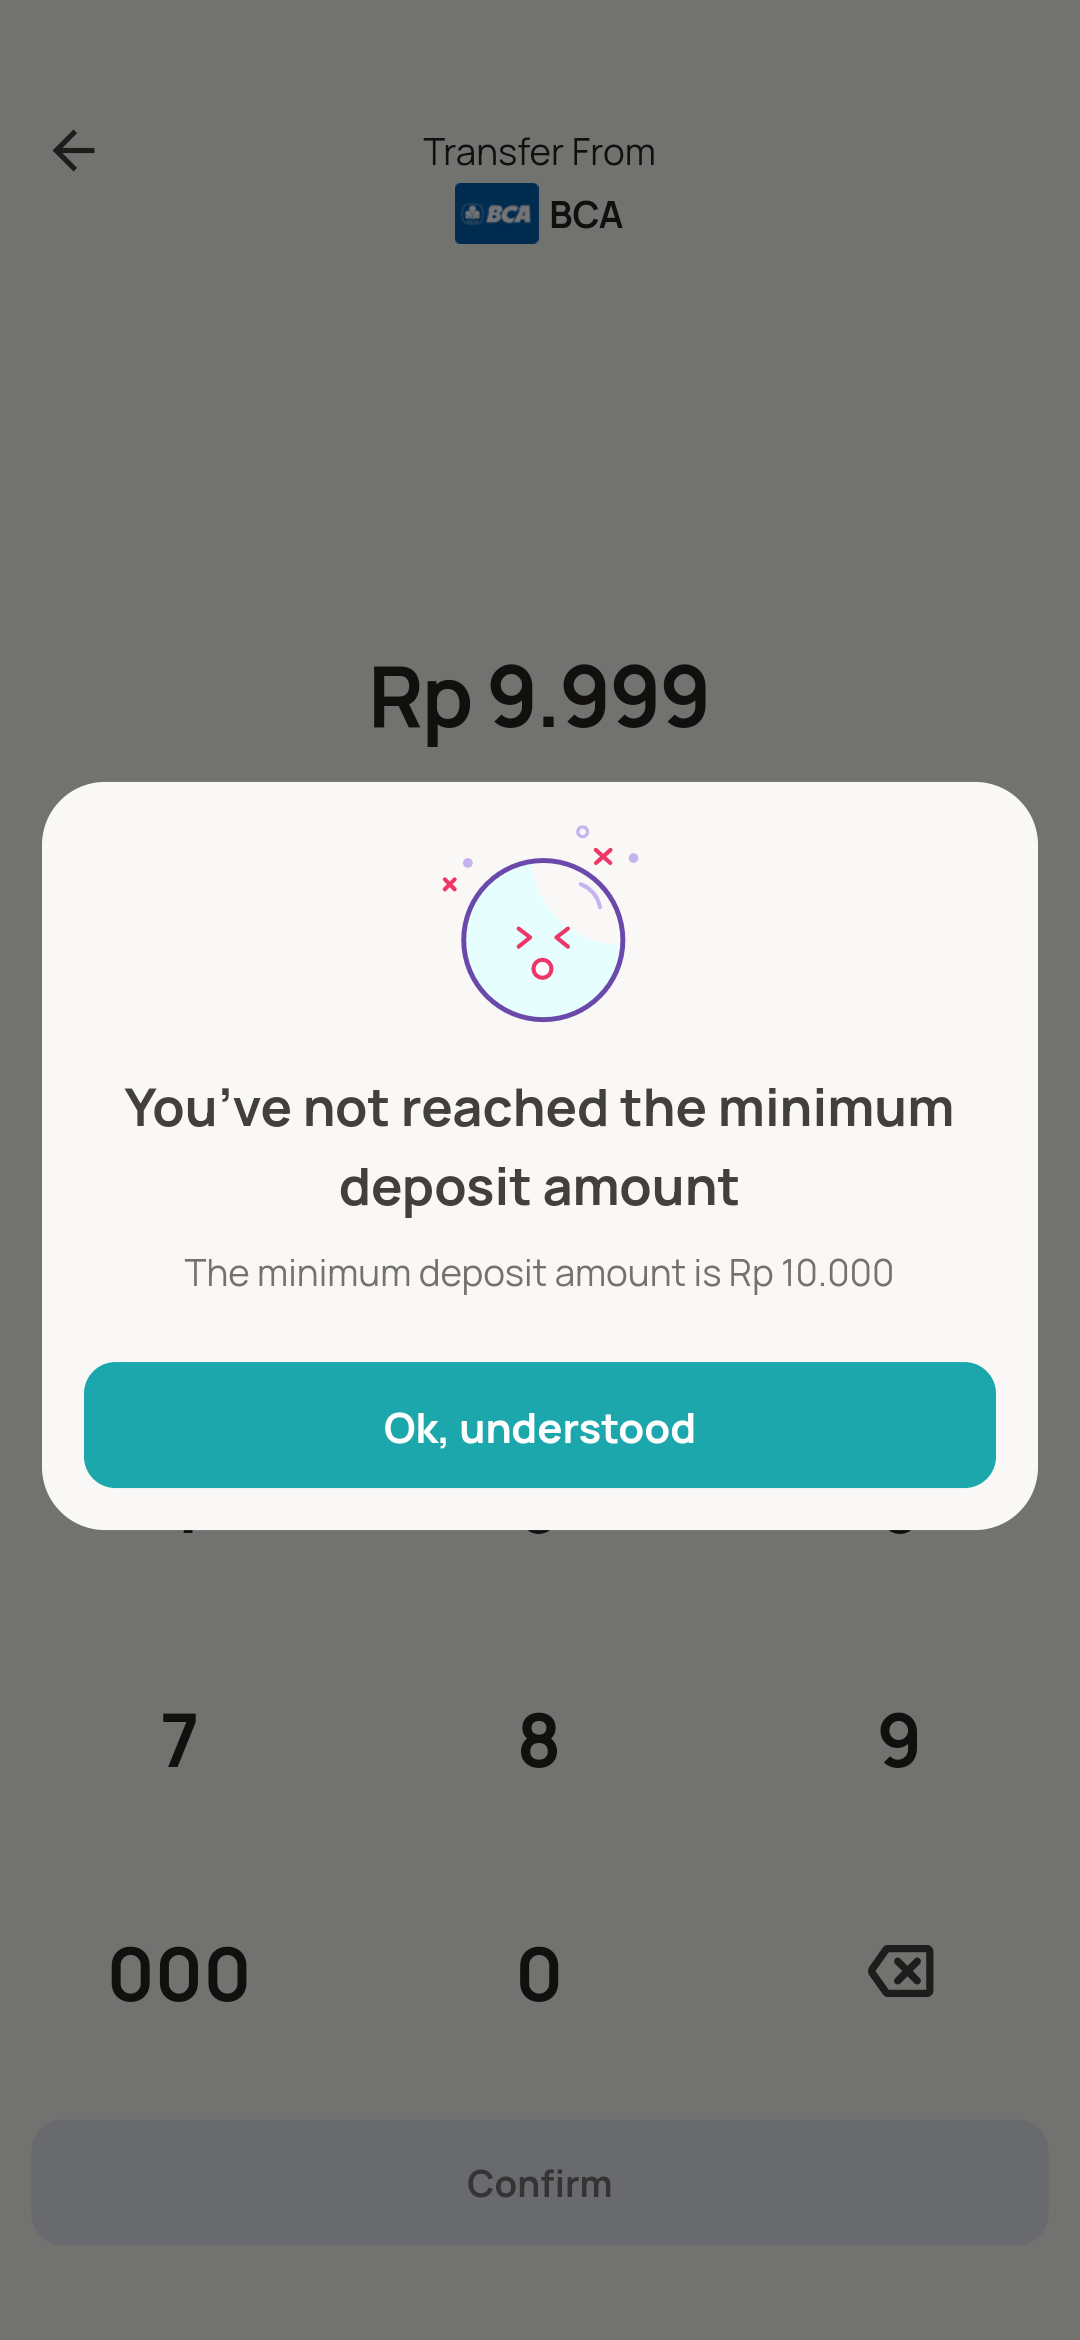 Transfer From
BCA BCA
Rp 9.999
You’ve not reached the minimum
deposit amount
The minimum deposit amount is Rp 10.000
Ok, understood
7 8 9
000 0
Confirm